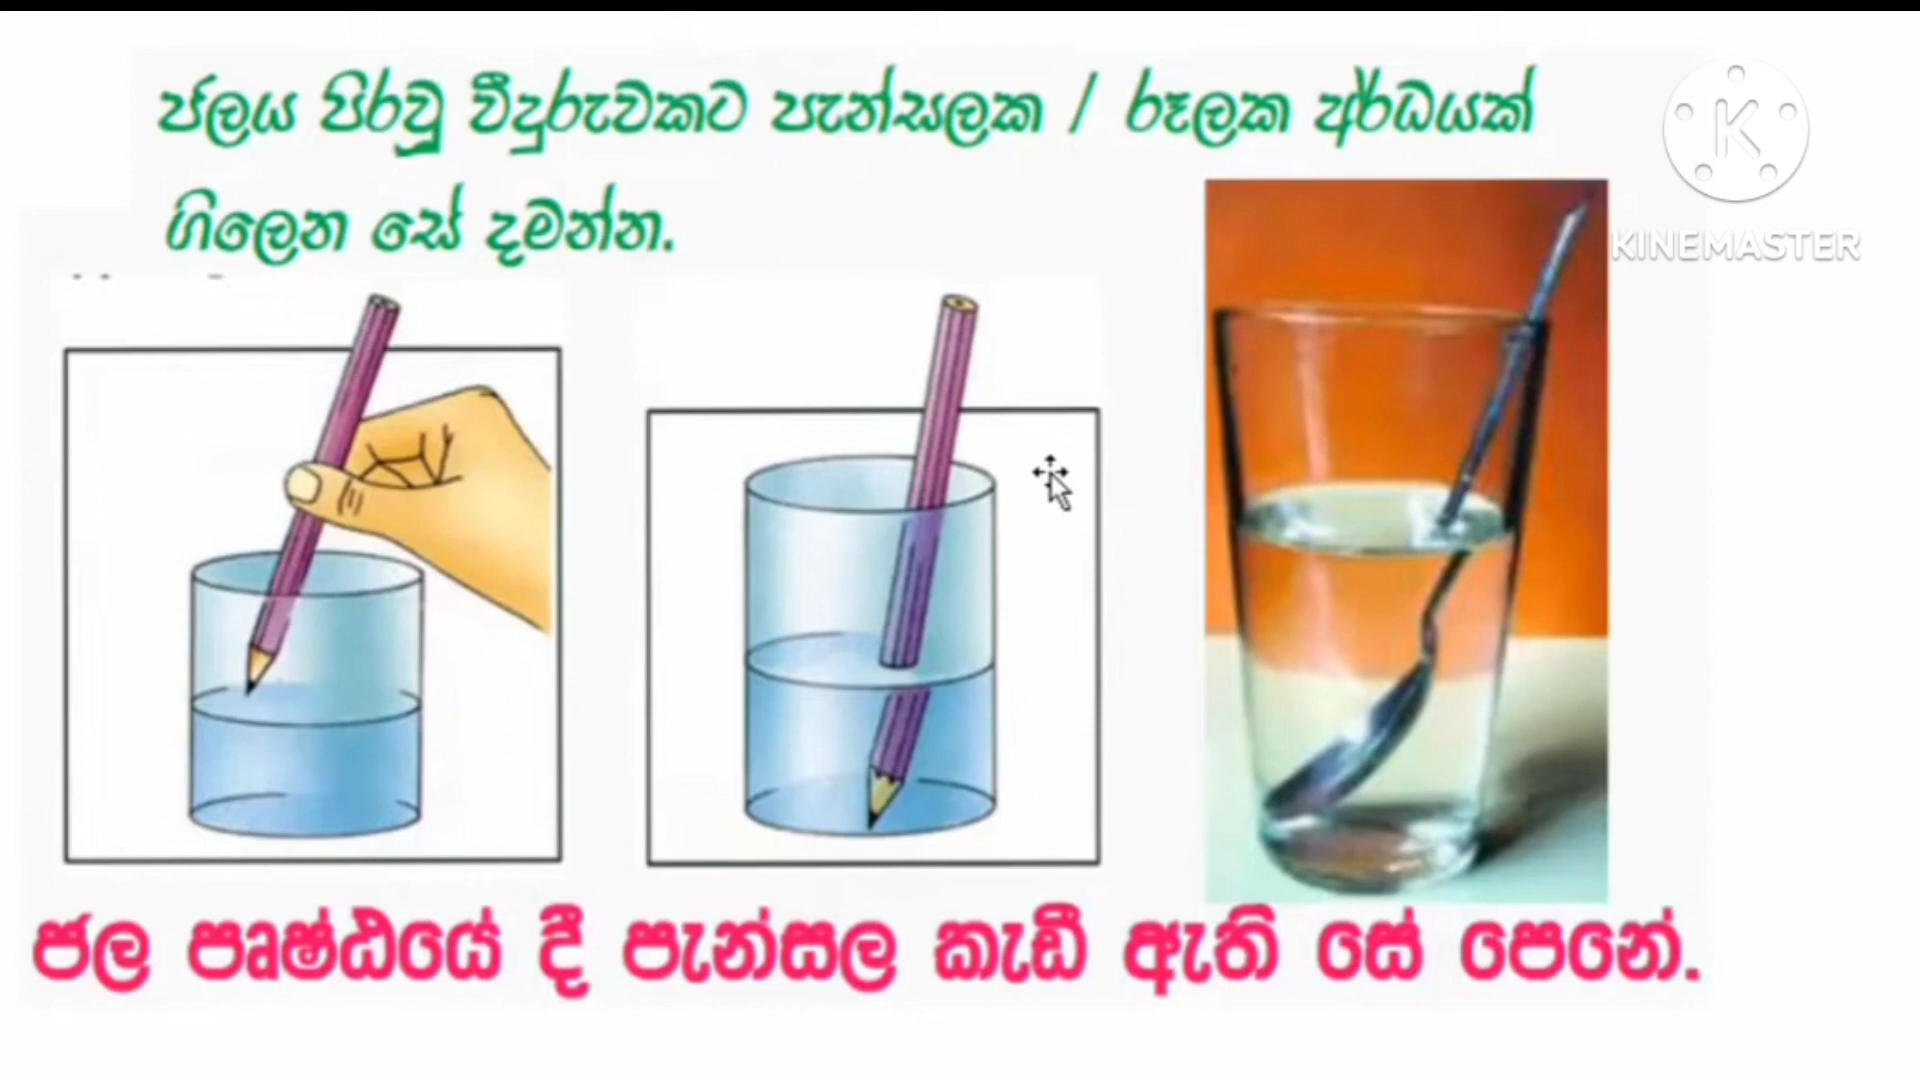 ජලය පිරවූ වීදුරුවකට පැන්සලක / රූලක අර්ධයක්
ගිලෙන සේ දමන්න.
K
KINEMASTER
ජල පෘෂ්ඨයේ දී පැන්සල කැඩී ඇති සේ පෙනේ.